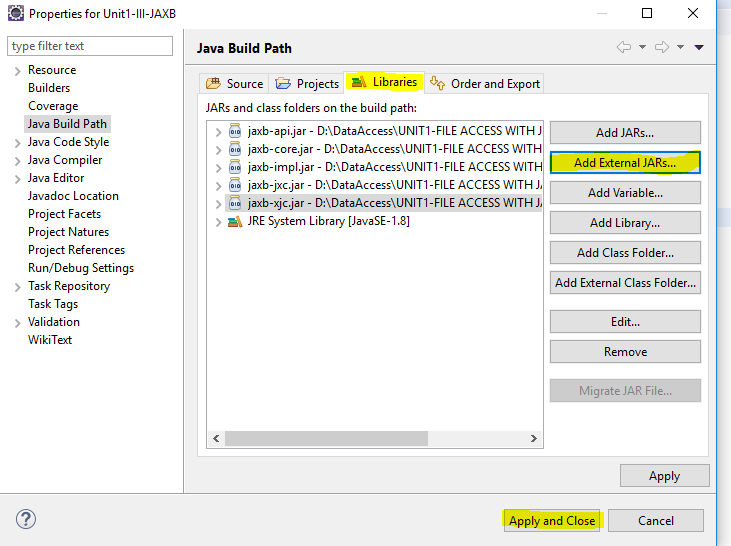 Properties for Unit1-III-JAXB
type filter text
Resource
Builders
Coverage
Java Build Path
Java Code Style
Java Compiler
Java Editor
Javadoc Location
Project Facets
Project Natures
Project References
Run/Debug Settings
Task Repository
Task Tags
Validation
WikiText
Java Build Path
Source
Projects
Libraries
Order and Export
JARs and class folders on the build path:
jaxb-api.jar - D:\DataAccess\UNIT1-FILE ACCESS WITH J
jaxb-core.jar - D:\DataAccess\UNIT1-FILE ACCESS WITH
jaxb-impl.jar - D:\DataAccess\UNIT1-FILE ACCESS WITH
jaxb-jxc.jar - D:\DataAccess\UNIT1-FILE ACCESS WITH JA
jaxb-xjc.jar - D:\DataAccess\UNIT1-FILE ACCESS WITH JA
JRE System Library [JavaSE-1.8]
Add JARs...
Add External JARs...
Add Variable...
Add Library...
Add Class Folder...
Add External Class Folder...
Edit...
Remove
Migrate JAR File...
Apply
?
Apply and Close
Cancel